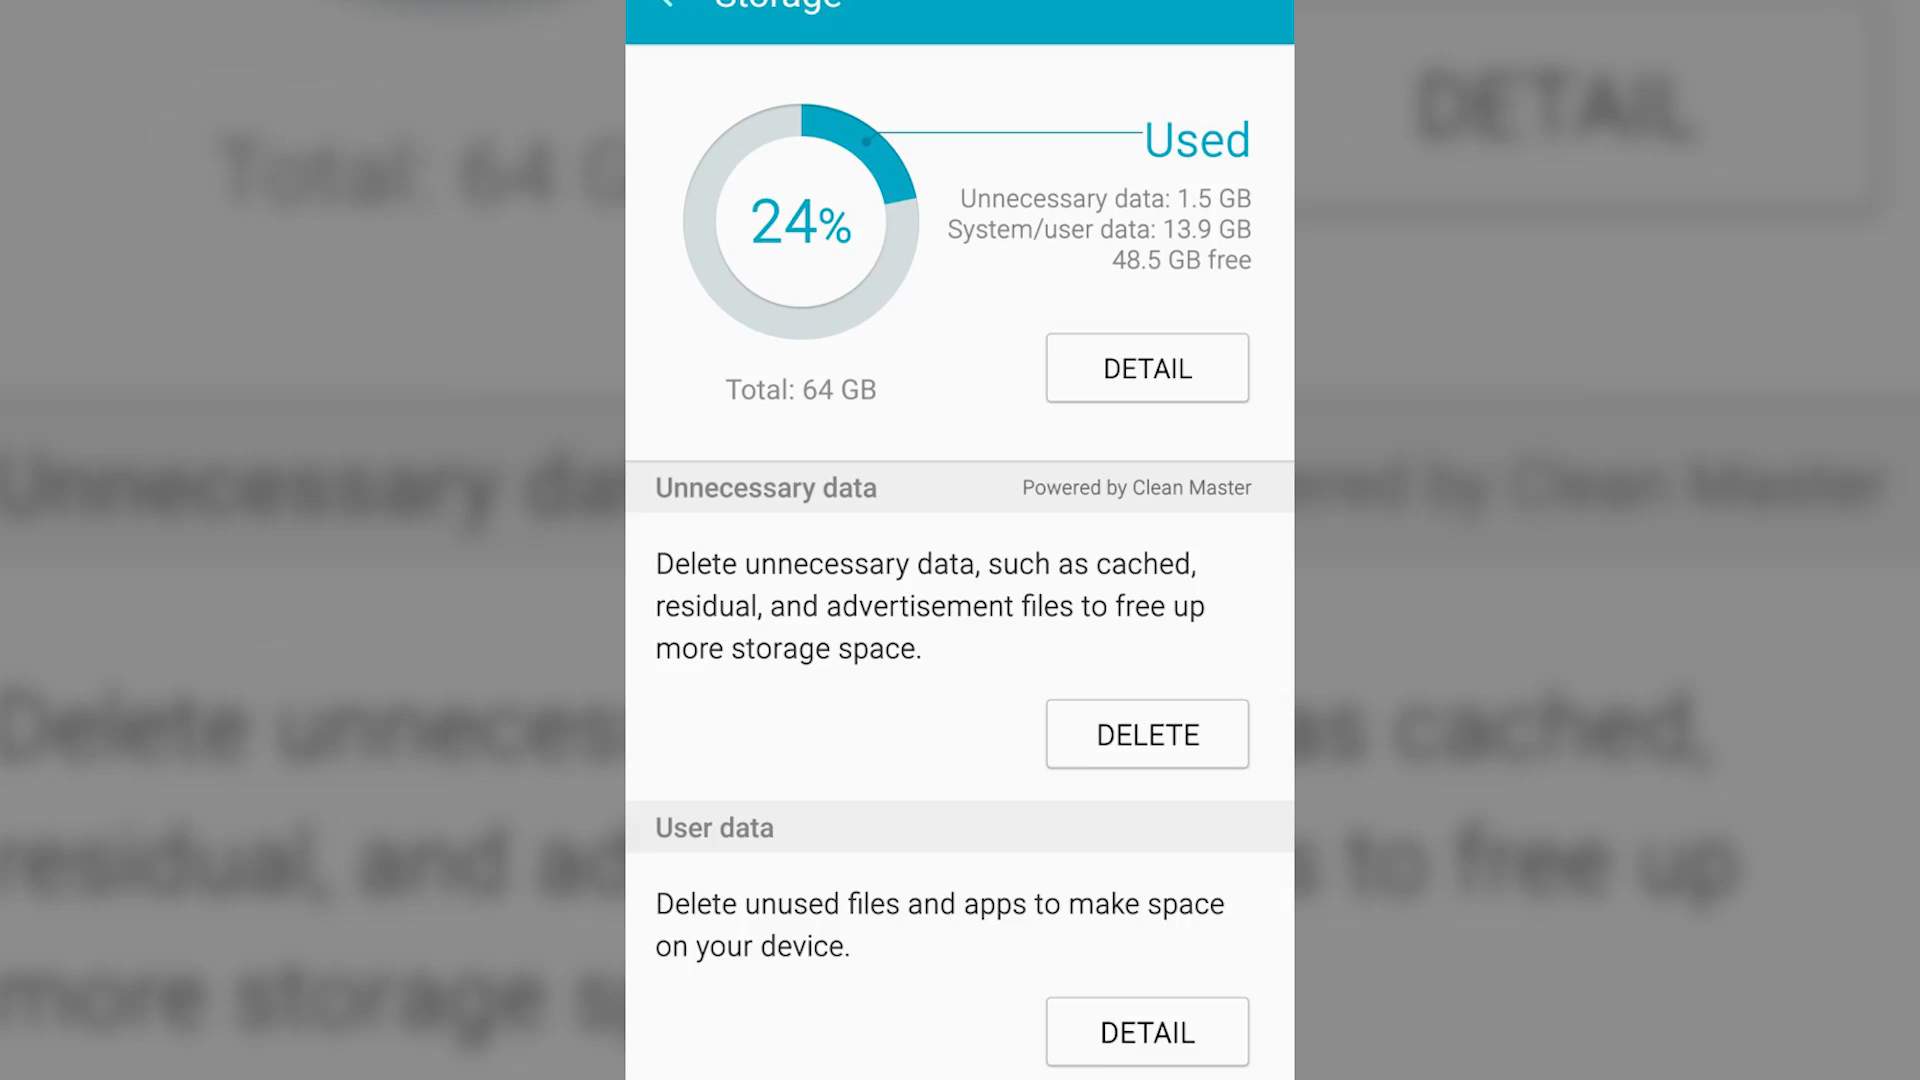 Storage
Used
24%
Unnecessary data: 1.5 GB
System/user data: 13.9 GB
48.5 GB free
DETAIL
Total: 64 GB
Unnecessary data Powered by Clean Master
Delete unnecessary data, such as cached,
residual, and advertisement files to free up
more storage space.
DELETE
User data
Delete unused files and apps to make space
on your device.
DETAIL